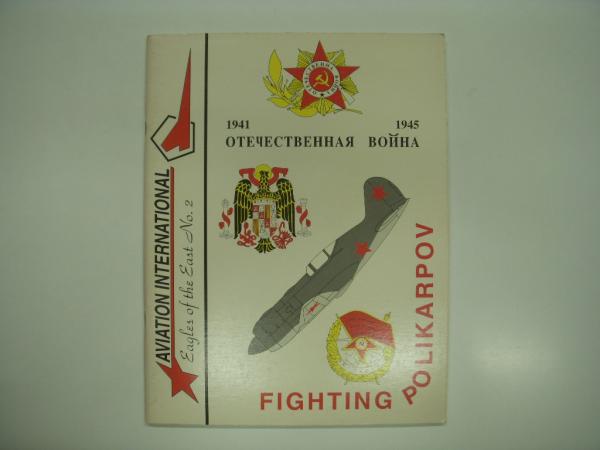 AVIATION INTERNATIONAL
Eagles of the East No. 2
1941 1945
ОТЕЧЕСТВЕННАЯ ВОЙНА
FIGHTING POLIKARPOV